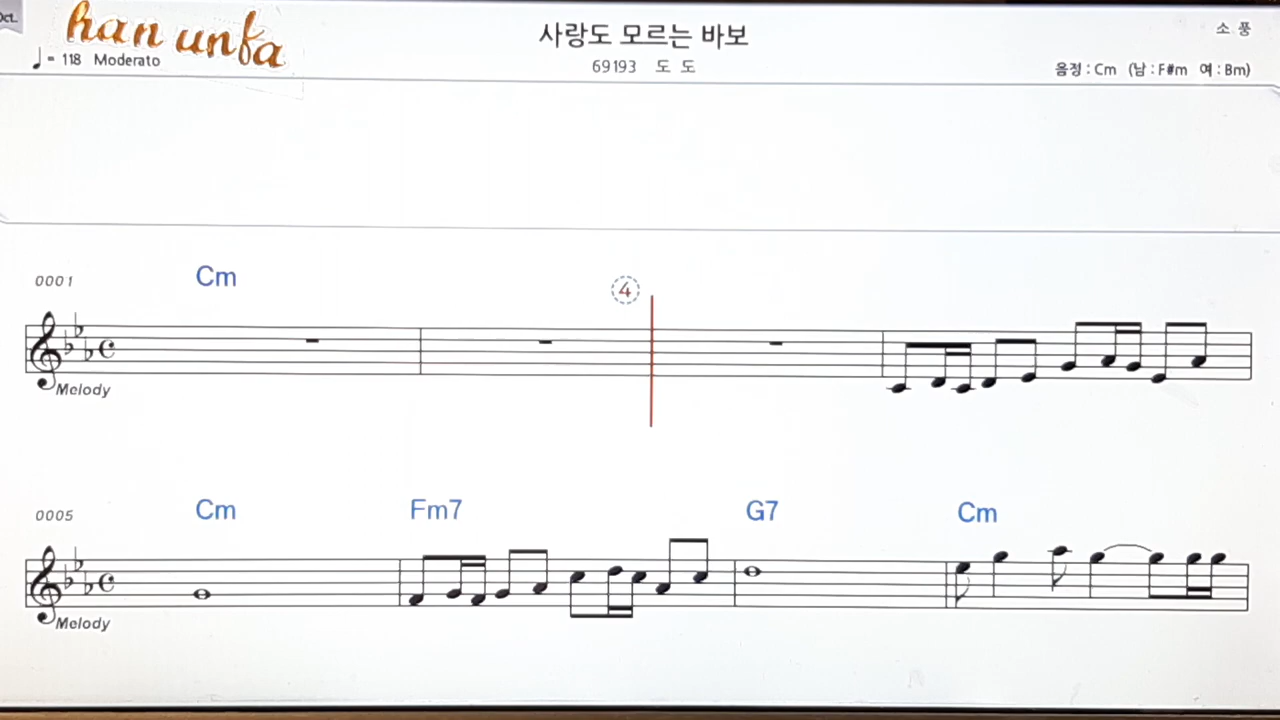 Oct.
han unfa
사랑도 모르는 바보
소 풍
♩= 118 Moderato
69193 도 도
음정 : Cm (남 : F#m 여 : Bm)
0001
Cm
4
Melody
0005
Cm
Fm7
G7
Cm
Melody